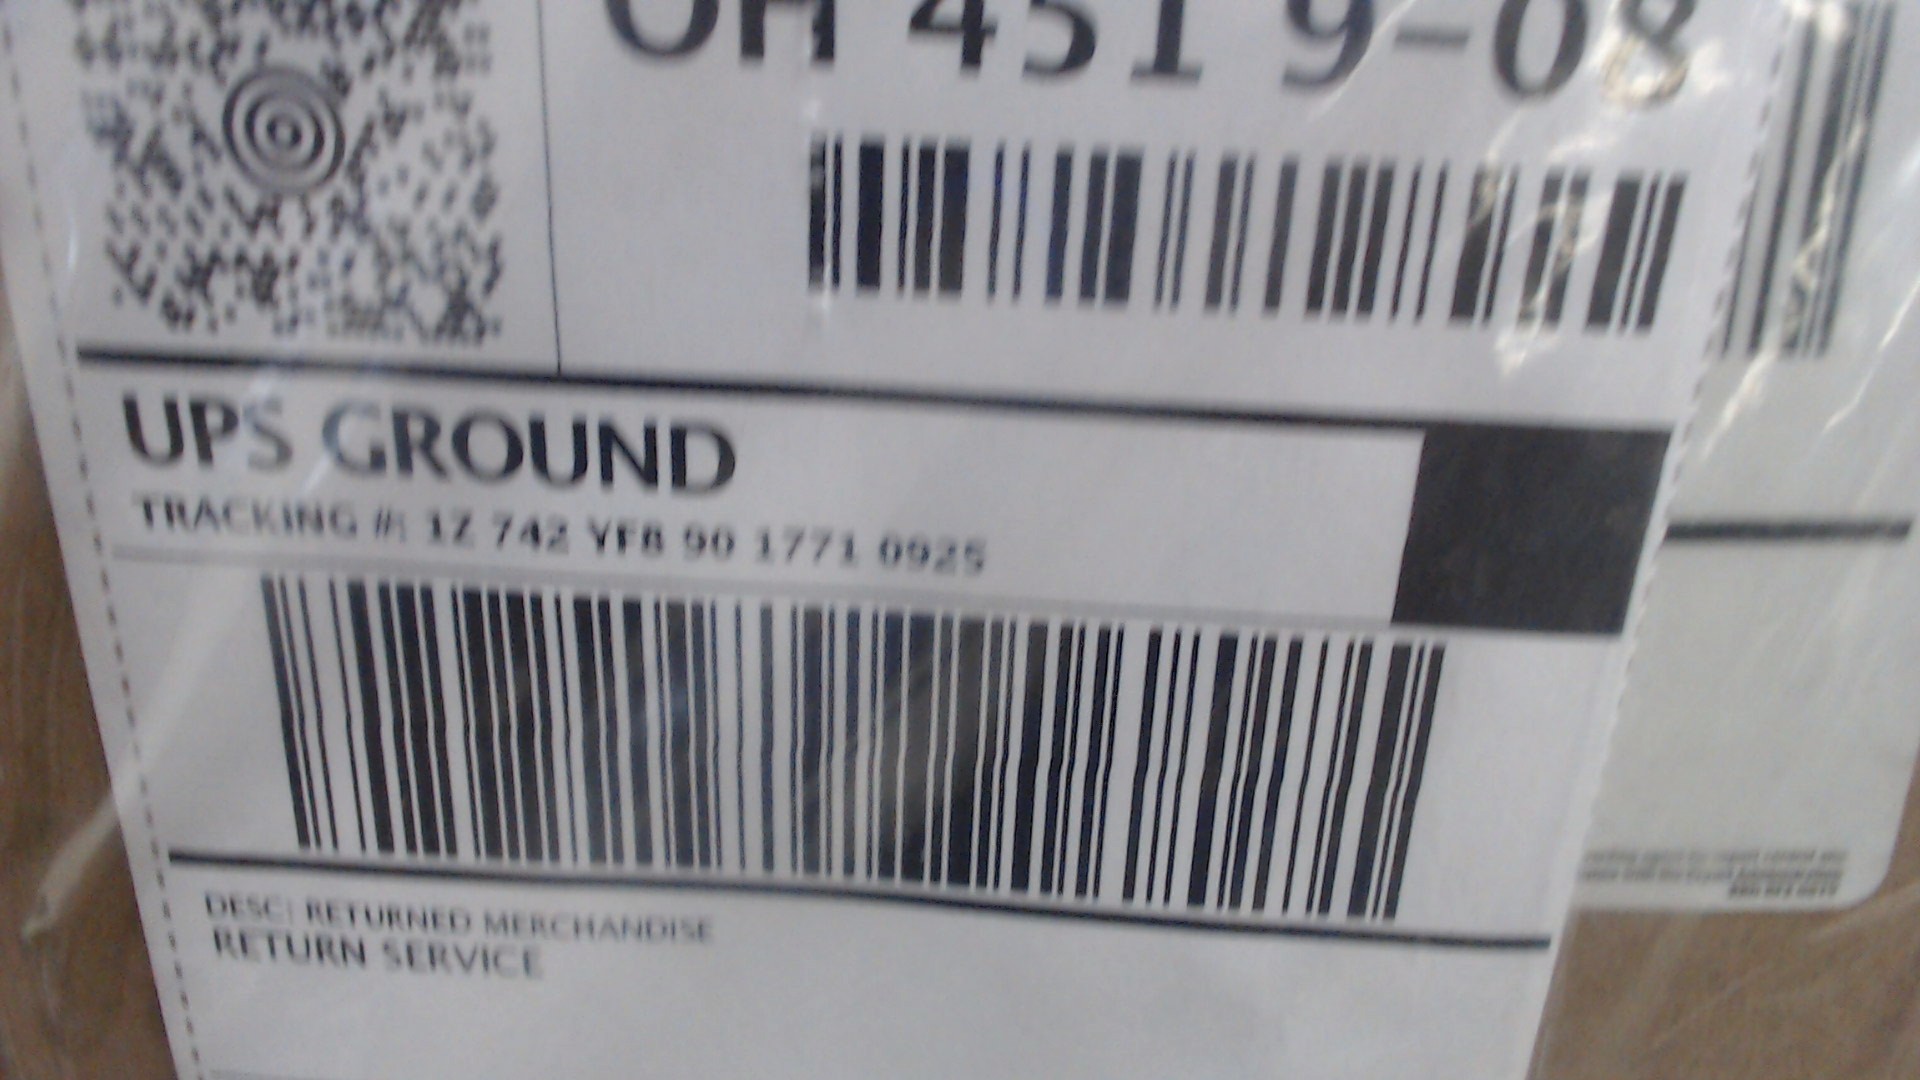 OH 451 9-08
UPS GROUND
TRACKING #: 1Z 742 YF8 90 1771 0925
DESC: RETURNED MERCHANDISE
RETURN SERVICE